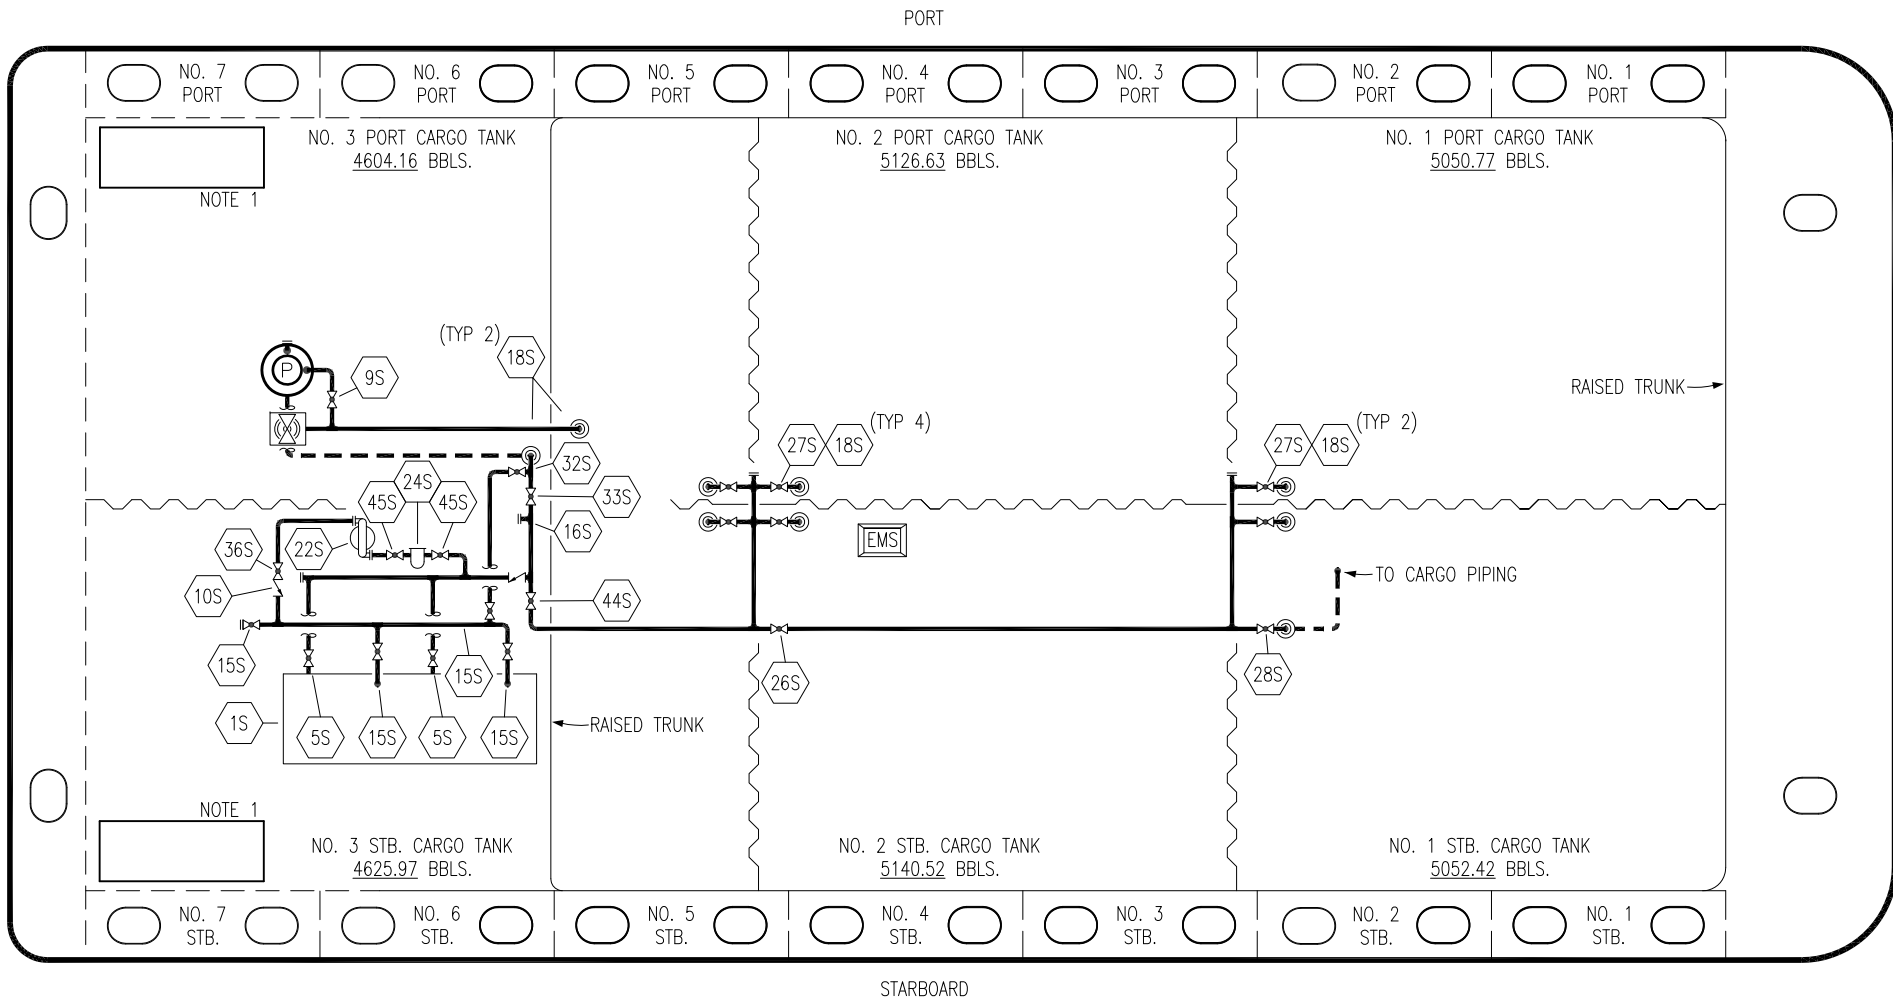 PORT
NO. 7
PORT
NO. 6
PORT
NO. 5
PORT
NO. 4
PORT
NO. 3
PORT
NO. 2
PORT
NO. 1
PORT
NO. 3 PORT CARGO TANK
4604.16 BBLS.
NO. 2 PORT CARGO TANK
5126.63 BBLS.
NO. 1 PORT CARGO TANK
5050.77 BBLS.
NOTE 1
(TYP 2)
18S
P
9S
RAISED TRUNK
27S
18S
(TYP 4)
27S
18S
(TYP 2)
32S
24S
45S
45S
33S
16S
36S
22S
EMS
10S
44S
TO CARGO PIPING
15S
15S
26S
28S
1S
5S
15S
5S
15S
RAISED TRUNK
NOTE 1
NO. 3 STB. CARGO TANK
4625.97 BBLS.
NO. 2 STB. CARGO TANK
5140.52 BBLS.
NO. 1 STB. CARGO TANK
5052.42 BBLS.
NO. 7
STB.
NO. 6
STB.
NO. 5
STB.
NO. 4
STB.
NO. 3
STB.
NO. 2
STB.
NO. 1
STB.
STARBOARD